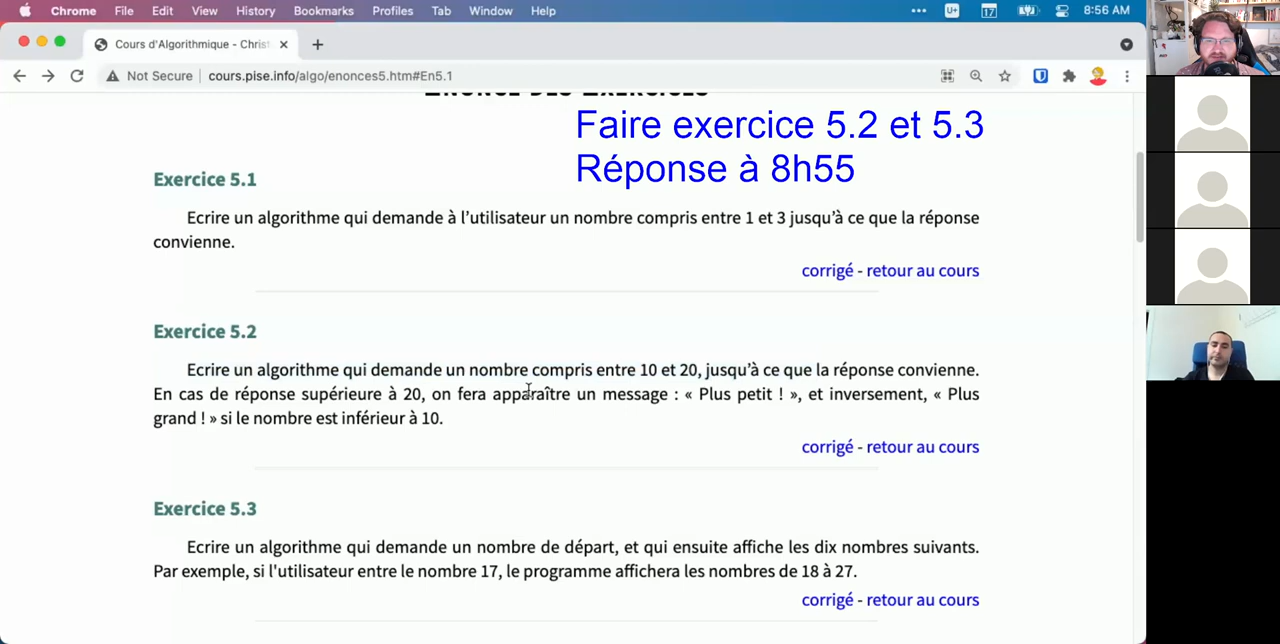 Chrome File Edit View History Bookmarks Profiles Tab Window Help 17 8:56 AM
Cours d'Algorithmique - Christ
Not Secure cours.pise.info/algo/enonces5.htm#En5.1
ENONCE DES EXERCICES
Faire exercice 5.2 et 5.3
Réponse à 8h55
Exercice 5.1
Ecrire un algorithme qui demande à l’utilisateur un nombre compris entre 1 et 3 jusqu’à ce que la réponse
convienne.
corrigé - retour au cours
Exercice 5.2
Ecrire un algorithme qui demande un nombre compris entre 10 et 20, jusqu’à ce que la réponse convienne.
En cas de réponse supérieure à 20, on fera apparaître un message : « Plus petit ! », et inversement, « Plus
grand ! » si le nombre est inférieur à 10.
corrigé - retour au cours
Exercice 5.3
Ecrire un algorithme qui demande un nombre de départ, et qui ensuite affiche les dix nombres suivants.
Par exemple, si l'utilisateur entre le nombre 17, le programme affichera les nombres de 18 à 27.
corrigé - retour au cours